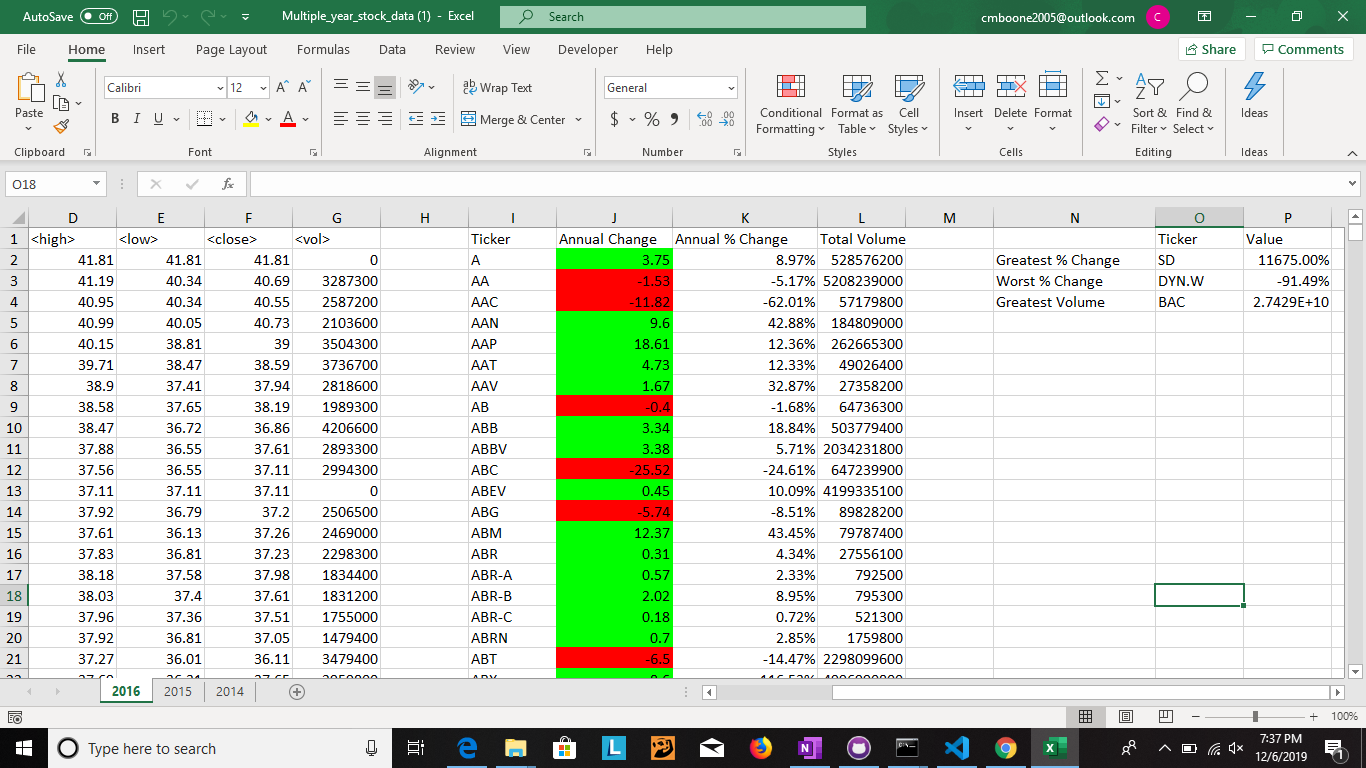 AutoSave Off Multiple_year_stock_data (1) - Excel Search cmboone2005@outlook.com C
File Home Insert Page Layout Formulas Data Review View Developer Help Share Comments
Paste Calibri 12 A A Wrap Text General Conditional Formatting Format as Table Cell Styles Insert Delete Format Sort & Filter Find & Select Ideas
B I U A Merge & Center $ % ,
Clipboard Font Alignment Number Styles Cells Editing Ideas
O18 fx
D E F G H I J K L M N O P
1 <high> <low> <close> <vol> Ticker Annual Change Annual % Change Total Volume Ticker Value
2 41.81 41.81 41.81 0 A 3.75 8.97% 528576200 Greatest % Change SD 11675.00%
3 41.19 40.34 40.69 3287300 AA -1.53 -5.17% 5208239000 Worst % Change DYN.W -91.49%
4 40.95 40.34 40.55 2587200 AAC -11.82 -62.01% 57179800 Greatest Volume BAC 2.7429E+10
5 40.99 40.05 40.73 2103600 AAN 9.6 42.88% 184809000
6 40.15 38.81 39 3504300 AAP 18.61 12.36% 262665300
7 39.71 38.47 38.59 3736700 AAT 4.73 12.33% 49026400
8 38.9 37.41 37.94 2818600 AAV 1.67 32.87% 27358200
9 38.58 37.65 38.19 1989300 AB -0.4 -1.68% 64736300
10 38.47 36.72 36.86 4206600 ABB 3.34 18.84% 503779400
11 37.88 36.55 37.61 2893300 ABBV 3.38 5.71% 2034231800
12 37.56 36.55 37.11 2994300 ABC -25.52 -24.61% 647239900
13 37.11 37.11 37.11 0 ABEV 0.45 10.09% 4199335100
14 37.92 36.79 37.2 2506500 ABG -5.74 -8.51% 89828200
15 37.61 36.13 37.26 2469000 ABM 12.37 43.45% 79787400
16 37.83 36.81 37.23 2298300 ABR 0.31 4.34% 27556100
17 38.18 37.58 37.98 1834400 ABR-A 0.57 2.33% 792500
18 38.03 37.4 37.61 1831200 ABR-B 2.02 8.95% 795300
19 37.96 37.36 37.51 1755000 ABR-C 0.18 0.72% 521300
20 37.92 36.81 37.05 1479400 ABRN 0.7 2.85% 1759800
21 37.27 36.01 36.11 3479400 ABT -6.5 -14.47% 2298099600
2016 2015 2014
100%
Type here to search 7:37 PM
12/6/2019 1